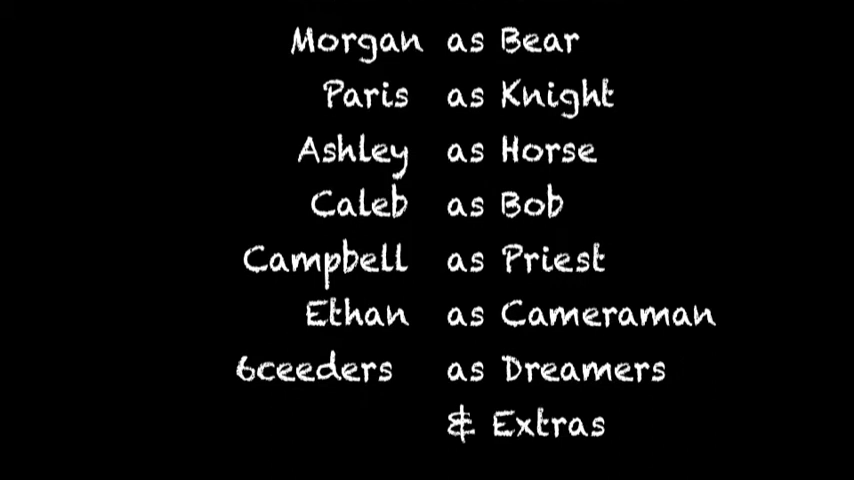 Morgan as Bear
Paris as Knight
Ashley as Horse
Caleb as Bob
Campbell as Priest
Ethan as Cameraman
6ceeders as Dreamers
& Extras